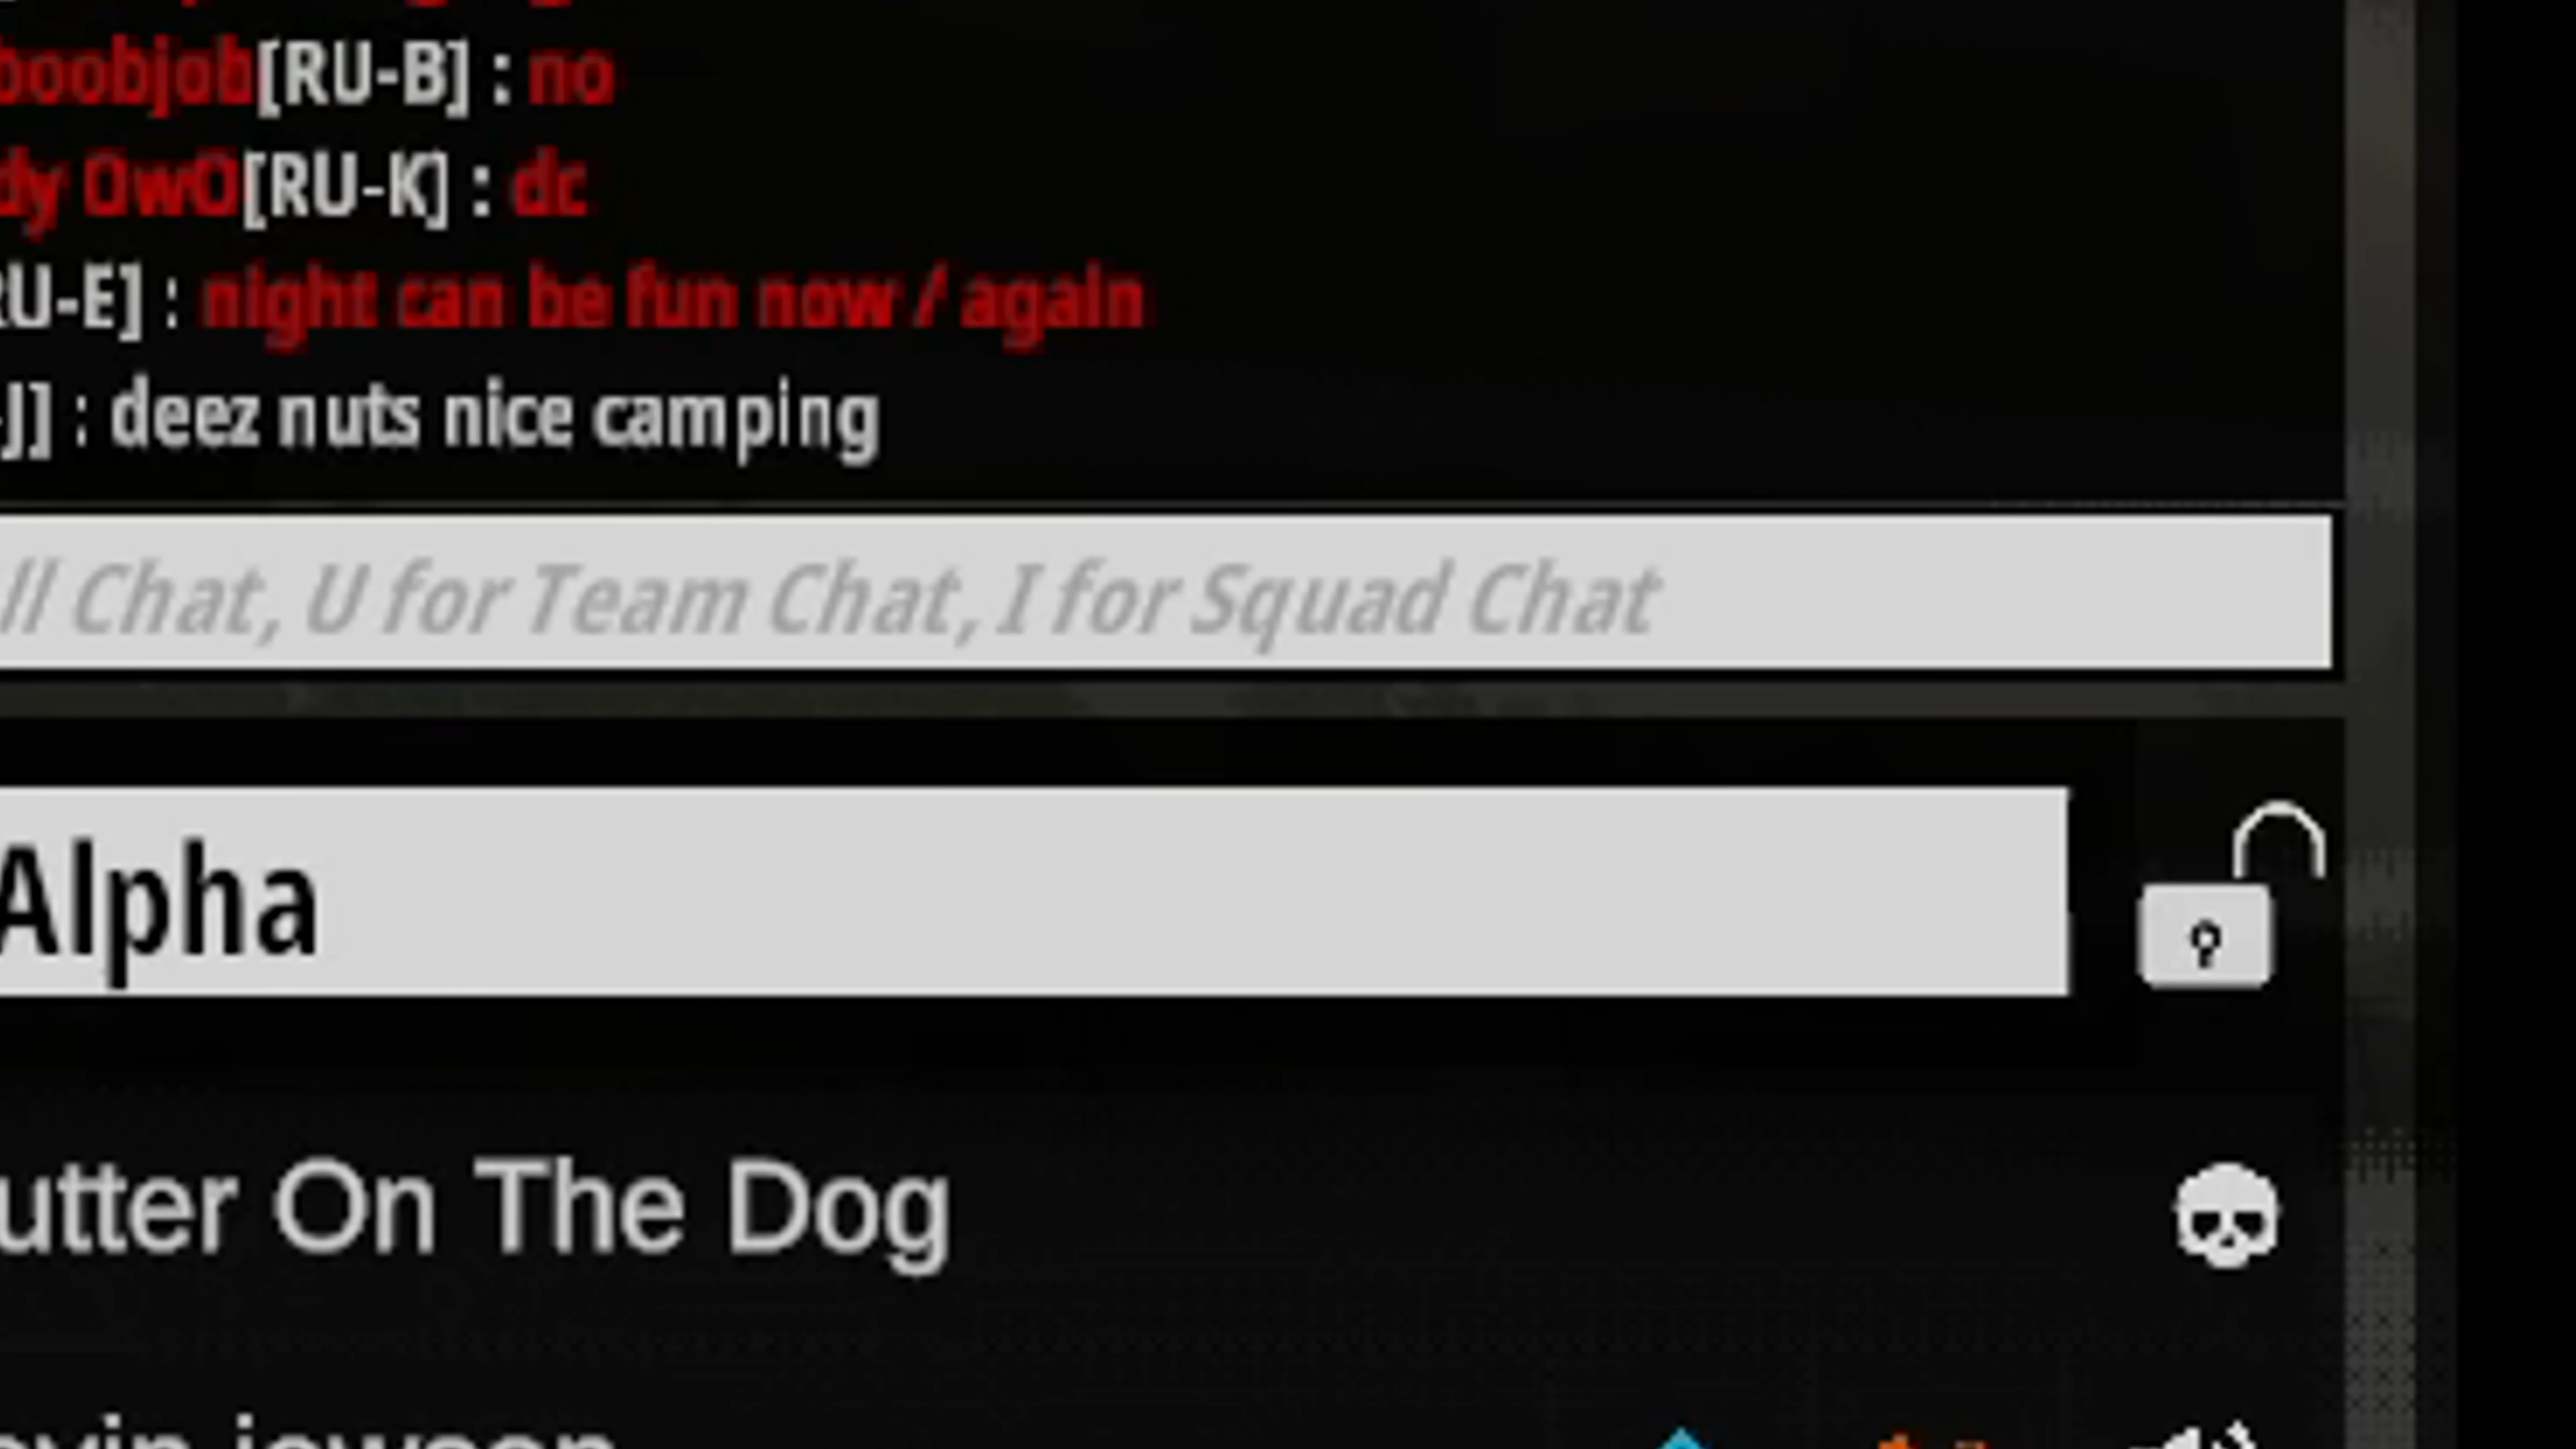 boobjob[RU-B] : no
dy OwO[RU-K] : dc
RU-E] : night can be fun now / again
-J] : deez nuts nice camping
ll Chat, U for Team Chat, I for Squad Chat
Alpha
utter On The Dog